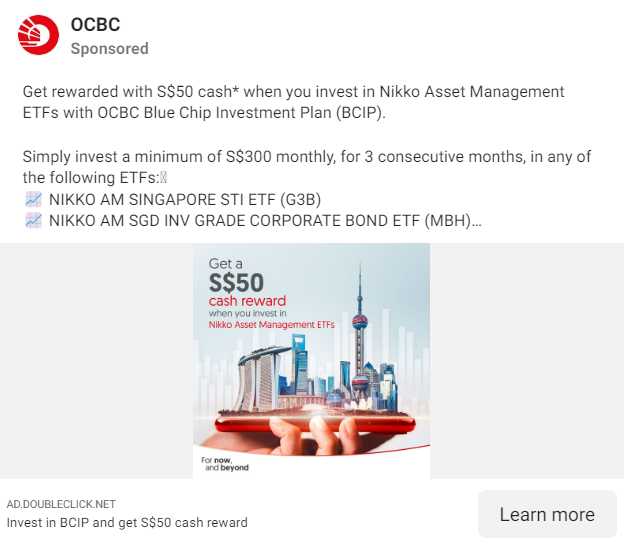 OCBC
Sponsored
Get rewarded with S$50 cash* when you invest in Nikko Asset Management
ETFs with OCBC Blue Chip Investment Plan (BCIP).
Simply invest a minimum of S$300 monthly, for 3 consecutive months, in any of
the following ETFs:
📈 NIKKO AM SINGAPORE STI ETF (G3B)
📈 NIKKO AM SGD INV GRADE CORPORATE BOND ETF (MBH)...
Get a
S$50
cash reward
when you invest in
Nikko Asset Management ETFs
For now,
and beyond
AD.DOUBLECLICK.NET
Invest in BCIP and get S$50 cash reward
Learn more